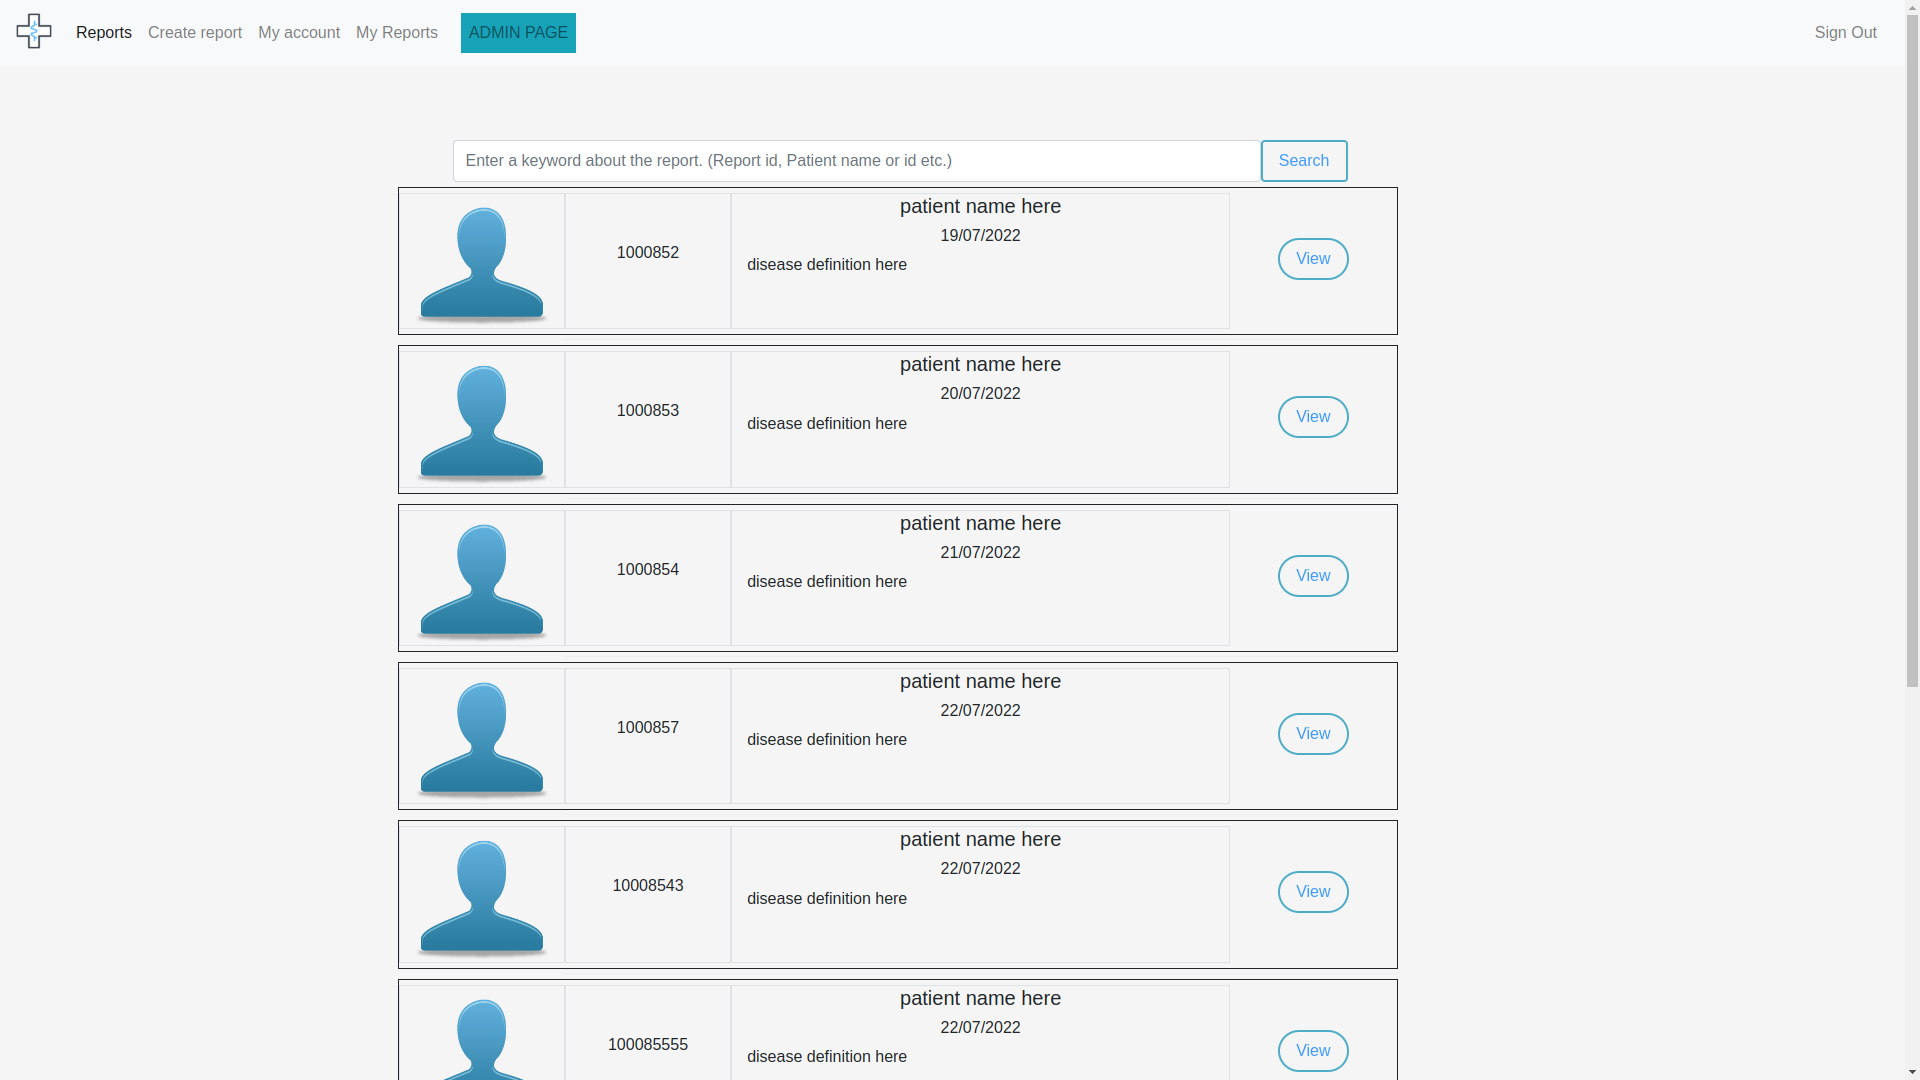 Reports Create report My account My Reports ADMIN PAGE Sign Out
Enter a keyword about the report. (Report id, Patient name or id etc.) Search
patient name here
19/07/2022
1000852
disease definition here
View
patient name here
20/07/2022
1000853
disease definition here
View
patient name here
21/07/2022
1000854
disease definition here
View
patient name here
22/07/2022
1000857
disease definition here
View
patient name here
22/07/2022
10008543
disease definition here
View
patient name here
22/07/2022
100085555
disease definition here
View